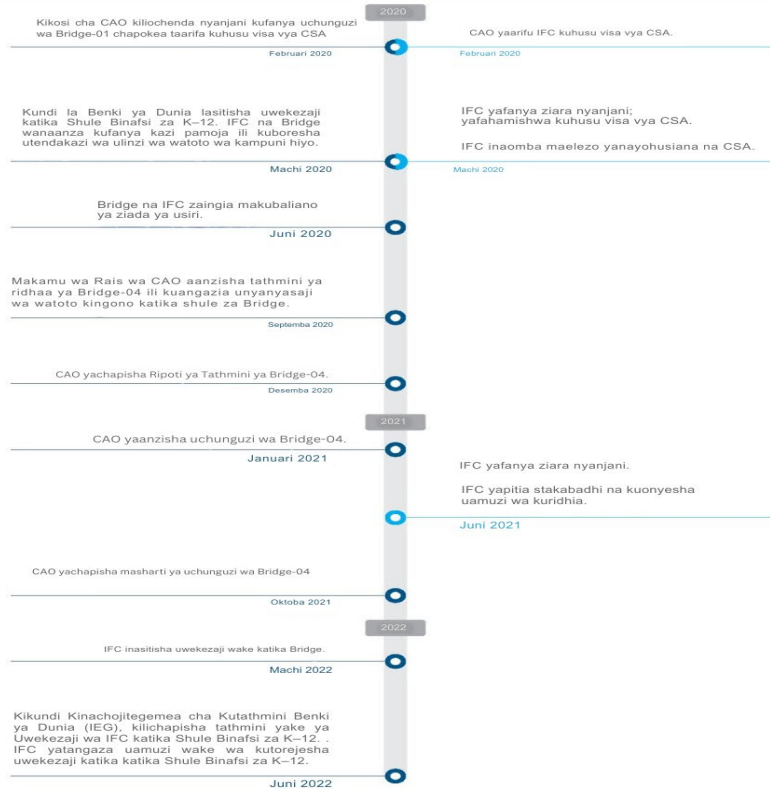 2020
Kikosi cha CAO kiliochenda nyanjani kufanya uchunguzi
wa Bridge-01 chapokea taarifa kuhusu visa vya CSA
Februari 2020
CAO yaarifu IFC kuhusu visa vya CSA.
Februari 2020
Kundi la Benki ya Dunia lasitisha uwekezaji
katika Shule Binafsi za K–12. IFC na Bridge
wanaanza kufanya kazi pamoja ili kuboresha
utendakazi wa ulinzi wa watoto wa kampuni hiyo.
Machi 2020
IFC yafanya ziara nyanjani;
yafahamishwa kuhusu visa vya CSA.
IFC inaomba maelezo yanayohusiana na CSA.
Machi 2020
Bridge na IFC zaingia makubaliano
ya ziada ya usiri.
Juni 2020
Makamu wa Rais wa CAO aanzisha tathmini ya
ridhaa ya Bridge-04 ili kuangazia unyanyasaji
wa watoto kingono katika shule za Bridge.
Septemba 2020
CAO yachapisha Ripoti ya Tathmini ya Bridge-04.
Desemba 2020
2021
CAO yaanzisha uchunguzi wa Bridge-04.
Januari 2021
IFC yafanya ziara nyanjani.
IFC yapitia stakabadhi na kuonyesha
uamuzi wa kuridhia.
Juni 2021
CAO yachapisha masharti ya uchunguzi wa Bridge-04
Oktoba 2021
2022
IFC inasitisha uwekezaji wake katika Bridge.
Machi 2022
Kikundi Kinachojitegemea cha Kutathmini Benki
ya Dunia (IEG), kilichapisha tathmini yake ya
Uwekezaji wa IFC katika Shule Binafsi za K–12. .
IFC yatangaza uamuzi wake wa kutorejesha
uwekezaji katika katika Shule Binafsi za K–12.
Juni 2022